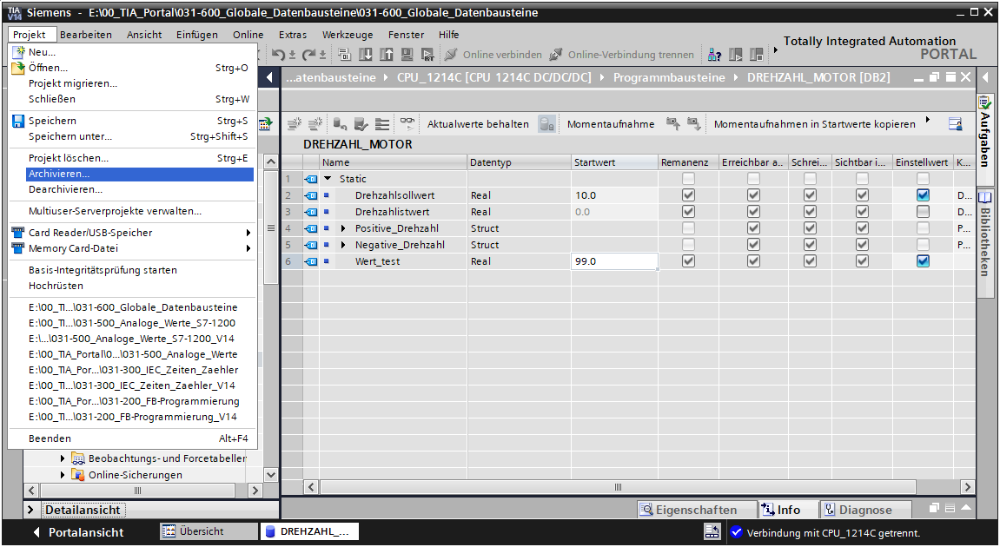 TIA V14 Siemens - E:\00_TIA_Portal\031-600_Globale_Datenbausteine\031-600_Globale_Datenbausteine
Projekt Bearbeiten Ansicht Einfügen Online Extras Werkzeuge Fenster Hilfe
Totally Integrated Automation
PORTAL
Neu...
Öffnen... Strg+O
Projekt migrieren...
Schließen Strg+W
Speichern Strg+S
Speichern unter... Strg+Shift+S
Projekt löschen... Strg+E
Archivieren...
Dearchivieren...
Multiuser-Serverprojekte verwalten...
Card Reader/USB-Speicher
Memory Card-Datei
Basis-Integritätsprüfung starten
Hochrüsten
E:\00_TI...\031-600_Globale_Datenbausteine
E:\00_TI...\031-500_Analoge_Werte_S7-1200
E:\...\031-500_Analoge_Werte_S7-1200_V14
E:\00_TIA_Portal\0...\031-500_Analoge_Werte
E:\00_TIA_Por...\031-300_IEC_Zeiten_Zaehler
E:\00_TI...\031-300_IEC_Zeiten_Zaehler_V14
E:\00_TIA_Por...\031-200_FB-Programmierung
E:\00_TI...\031-200_FB-Programmierung_V14
Beenden Alt+F4
Beobachtungs- und Forcetabellen
Online-Sicherungen
Detailansicht
Online verbinden Online-Verbindung trennen
...atenbausteine CPU_1214C [CPU 1214C DC/DC/DC] Programmbausteine DREHZAHL_MOTOR [DB2]
Aktualwerte behalten Momentaufnahme Momentaufnahmen in Startwerte kopieren
DREHZAHL_MOTOR
Name Datentyp Startwert Remanenz Erreichbar a.. Schrei... Sichtbar i... Einstellwert K...
1 Static
2 Drehzahlsollwert Real 10.0 D...
3 Drehzahlistwert Real 0.0 D...
4 Positive_Drehzahl Struct P...
5 Negative_Drehzahl Struct P...
6 Wert_test Real 99.0
Aufgaben
Bibliotheken
Eigenschaften Info Diagnose
Portalansicht Übersicht DREHZAHL_... Verbindung mit CPU_1214C getrennt.